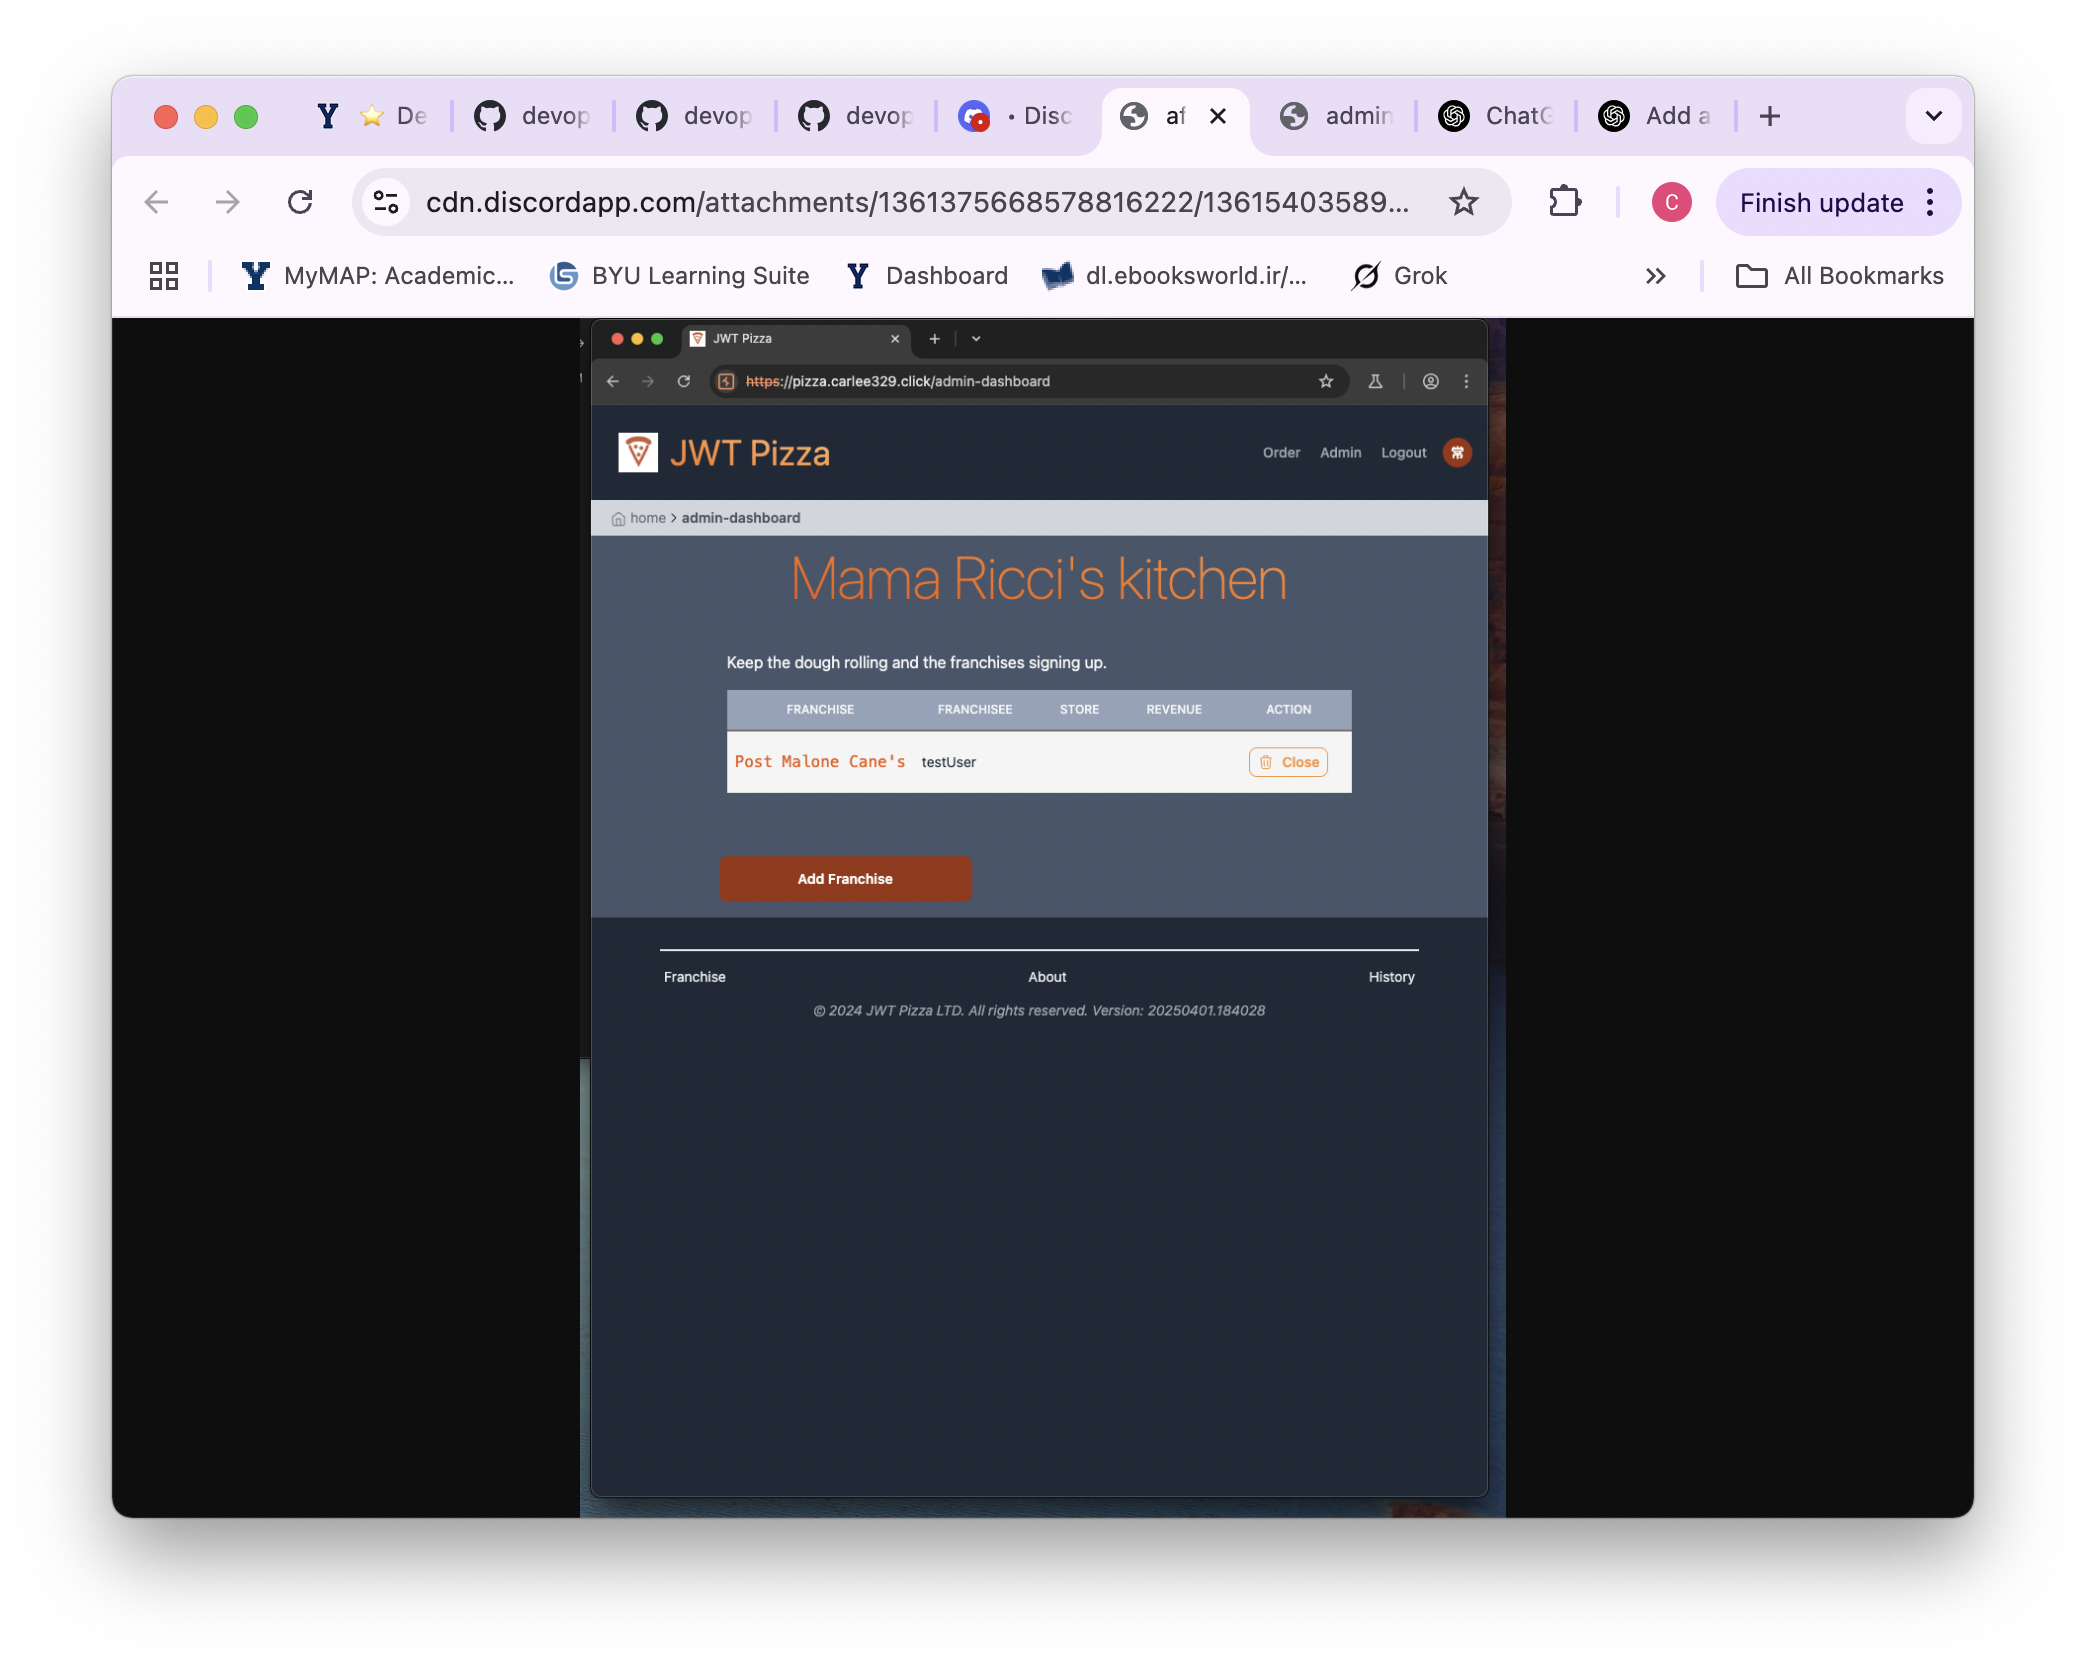 De
devop
devop
devop
• Disc
af
admin
ChatG
Add a
cdn.discordapp.com/attachments/1361375668578816222/13615403589...
C
Finish update
MyMAP: Academic...
BYU Learning Suite
Dashboard
dl.ebooksworld.ir/...
Grok
All Bookmarks
JWT Pizza
https://pizza.carlee329.click/admin-dashboard
JWT Pizza
Order Admin Logout
home > admin-dashboard
Mama Ricci's kitchen
Keep the dough rolling and the franchises signing up.
FRANCHISE FRANCHISEE STORE REVENUE ACTION
Post Malone Cane's testUser Close
Add Franchise
Franchise About History
© 2024 JWT Pizza LTD. All rights reserved. Version: 20250401.184028